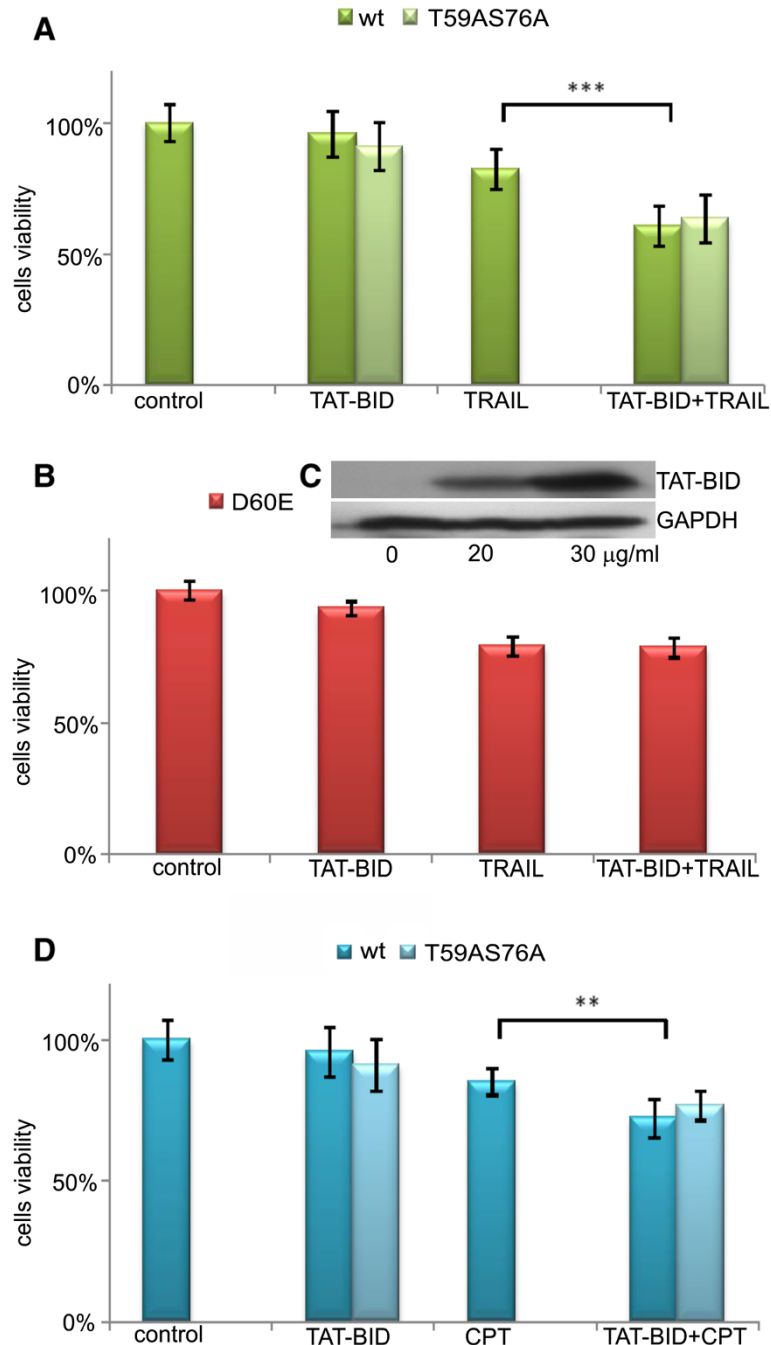 A
wt T59AS76A
***
100%
50%
0%
cells viability
control TAT-BID TRAIL TAT-BID+TRAIL
B
D60E
C
TAT-BID
GAPDH
0 20 30 µg/ml
100%
50%
0%
cells viability
control TAT-BID TRAIL TAT-BID+TRAIL
D
wt T59AS76A
**
100%
50%
0%
cells viability
control TAT-BID CPT TAT-BID+CPT